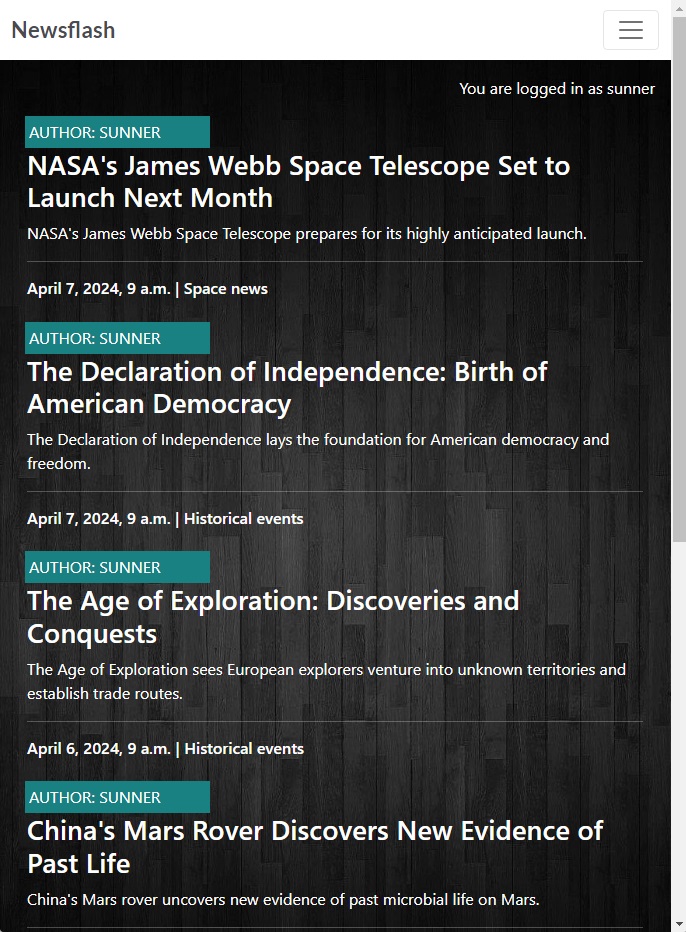 Newsflash
You are logged in as sunner
AUTHOR: SUNNER
NASA's James Webb Space Telescope Set to
Launch Next Month
NASA's James Webb Space Telescope prepares for its highly anticipated launch.
April 7, 2024, 9 a.m. | Space news
AUTHOR: SUNNER
The Declaration of Independence: Birth of
American Democracy
The Declaration of Independence lays the foundation for American democracy and
freedom.
April 7, 2024, 9 a.m. | Historical events
AUTHOR: SUNNER
The Age of Exploration: Discoveries and
Conquests
The Age of Exploration sees European explorers venture into unknown territories and
establish trade routes.
April 6, 2024, 9 a.m. | Historical events
AUTHOR: SUNNER
China's Mars Rover Discovers New Evidence of
Past Life
China's Mars rover uncovers new evidence of past microbial life on Mars.